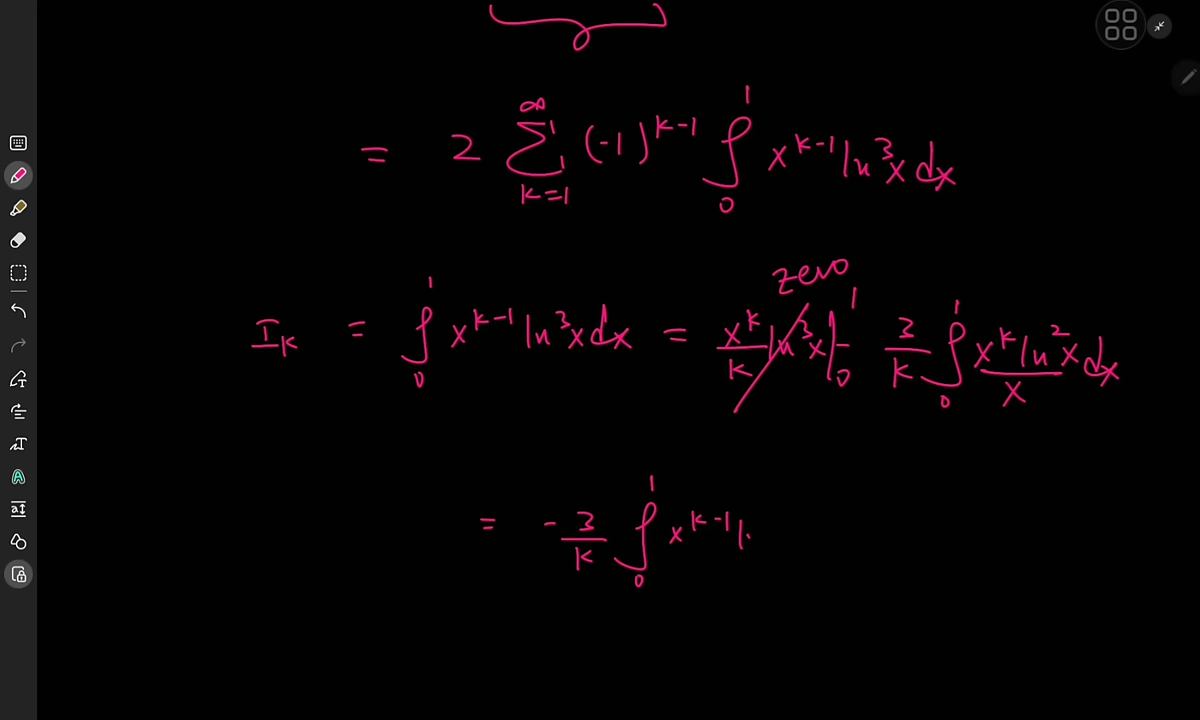 = 2 ∑_{k=1}^{∞} (-1)^{k-1} ∫_0^1 x^{k-1} ln^3 x dx
zero
I_k = ∫_0^1 x^{k-1} ln^3 x dx = x^k/k ln^3 x |_0^1 - 3/k ∫_0^1 x^k ln^2 x / x dx
= - 3/k ∫_0^1 x^{k-1} l